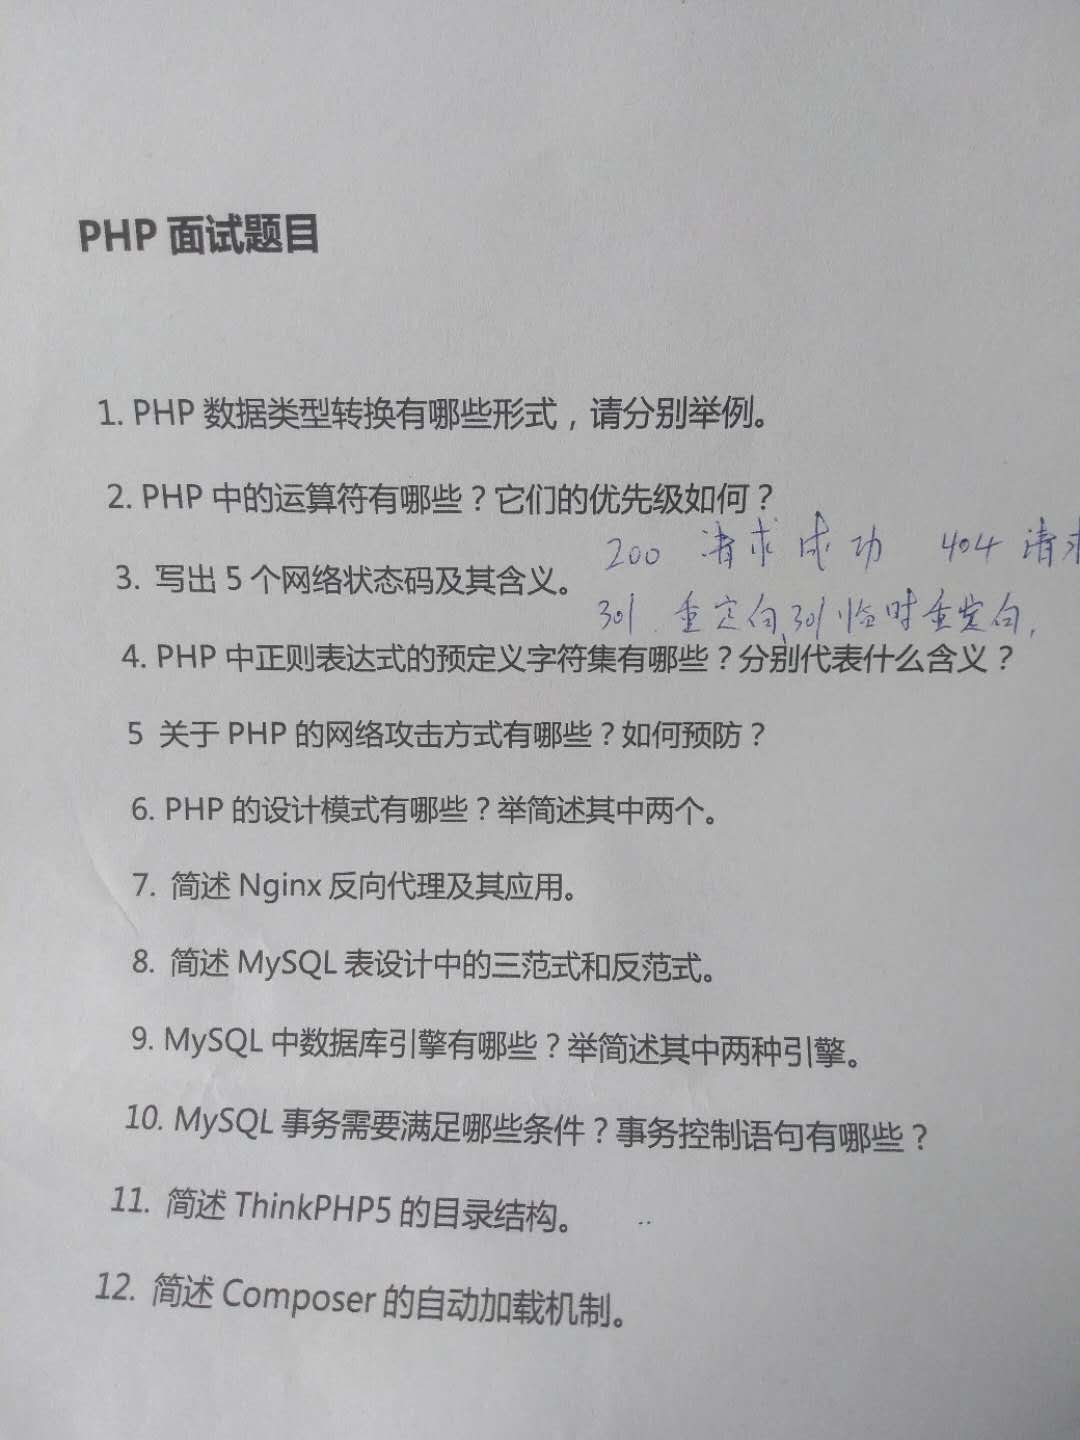 PHP 面试题目
1. PHP 数据类型转换有哪些形式，请分别举例。
2. PHP 中的运算符有哪些？它们的优先级如何？
200 请求成功 404 请求
3. 写出 5 个网络状态码及其含义。
301. 重定向、301 临时重定向,
4. PHP 中正则表达式的预定义字符集有哪些？分别代表什么含义？
5 关于 PHP 的网络攻击方式有哪些？如何预防？
6. PHP 的设计模式有哪些？举简述其中两个。
7. 简述 Nginx 反向代理及其应用。
8. 简述 MySQL 表设计中的三范式和反范式。
9. MySQL 中数据库引擎有哪些？举简述其中两种引擎。
10. MySQL 事务需要满足哪些条件？事务控制语句有哪些？
11. 简述 ThinkPHP5 的目录结构。
12. 简述 Composer 的自动加载机制。